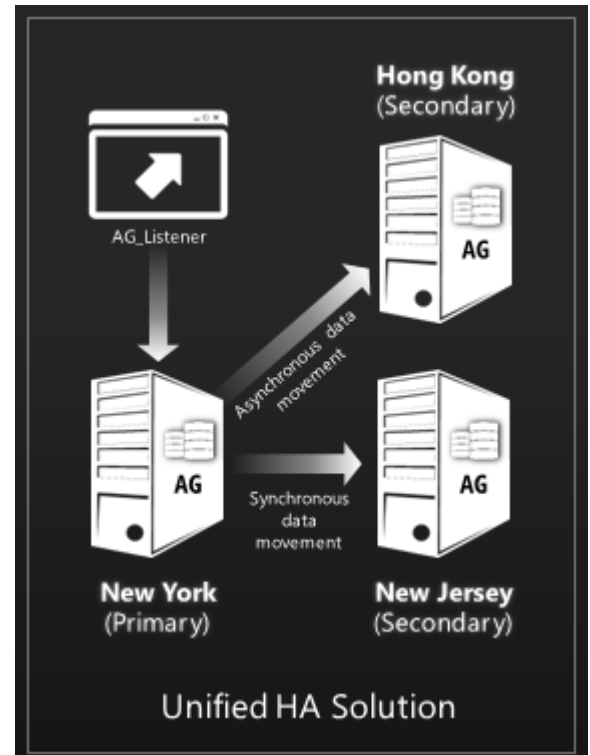 Hong Kong
(Secondary)
AG_Listener
AG
Asynchronous data
movement
AG
Synchronous
data
movement
AG
New York
(Primary)
New Jersey
(Secondary)
Unified HA Solution